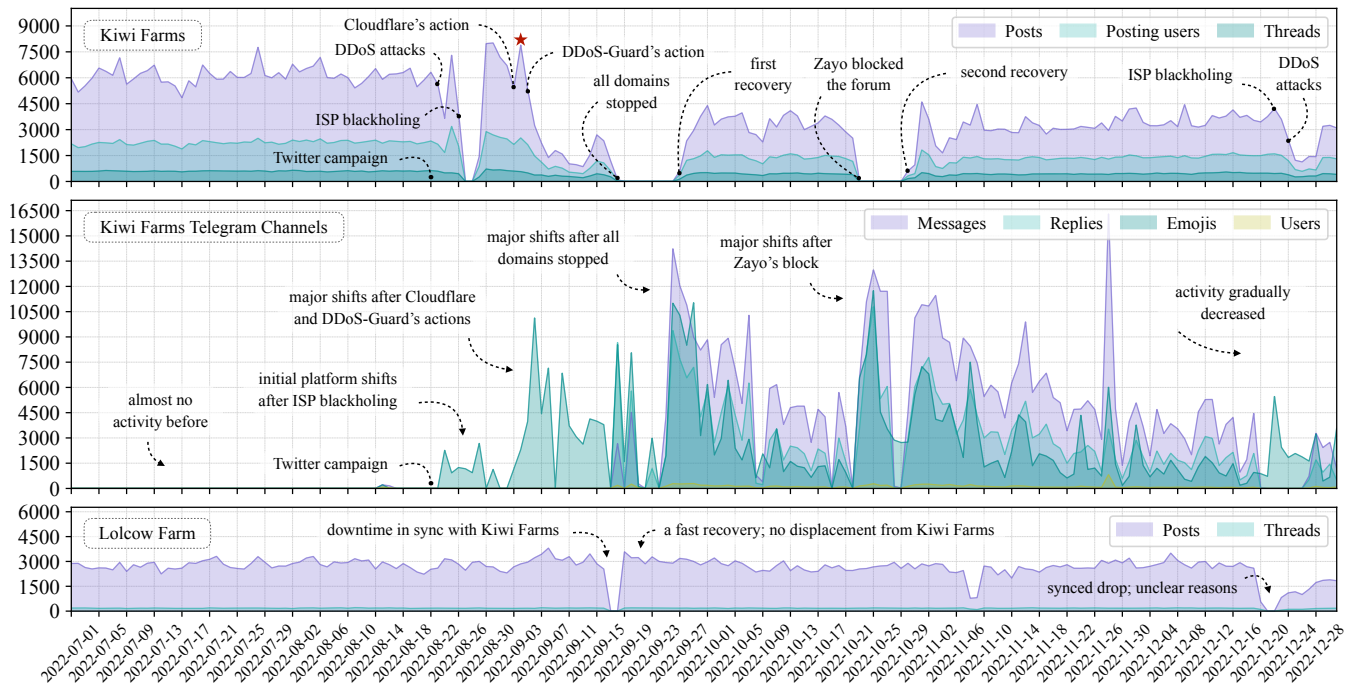 Kiwi Farms
Cloudflare's action
DDoS attacks
DDoS-Guard's action
ISP blackholing
Twitter campaign
all domains
stopped
first
recovery
Zayo blocked
the forum
second recovery
ISP blackholing
DDoS
attacks
Posts
Posting users
Threads
9000
7500
6000
4500
3000
1500
0
Kiwi Farms Telegram Channels
Messages
Replies
Emojis
Users
almost no
activity before
initial platform shifts
after ISP blackholing
Twitter campaign
major shifts after Cloudflare
and DDoS-Guard's actions
major shifts after all
domains stopped
major shifts after
Zayo's block
activity gradually
decreased
16500
15000
13500
12000
10500
9000
7500
6000
4500
3000
1500
0
Lolcow Farm
downtime in sync with Kiwi Farms
a fast recovery; no displacement from Kiwi Farms
synced drop; unclear reasons
Posts
Threads
6000
4500
3000
1500
0
2022-07-01
2022-07-05
2022-07-09
2022-07-13
2022-07-17
2022-07-21
2022-07-25
2022-07-29
2022-08-02
2022-08-06
2022-08-10
2022-08-14
2022-08-18
2022-08-22
2022-08-26
2022-08-30
2022-09-03
2022-09-07
2022-09-11
2022-09-15
2022-09-19
2022-09-23
2022-09-27
2022-10-01
2022-10-05
2022-10-09
2022-10-13
2022-10-17
2022-10-21
2022-10-25
2022-10-29
2022-11-02
2022-11-06
2022-11-10
2022-11-14
2022-11-18
2022-11-22
2022-11-26
2022-11-30
2022-12-04
2022-12-08
2022-12-12
2022-12-16
2022-12-20
2022-12-24
2022-12-28